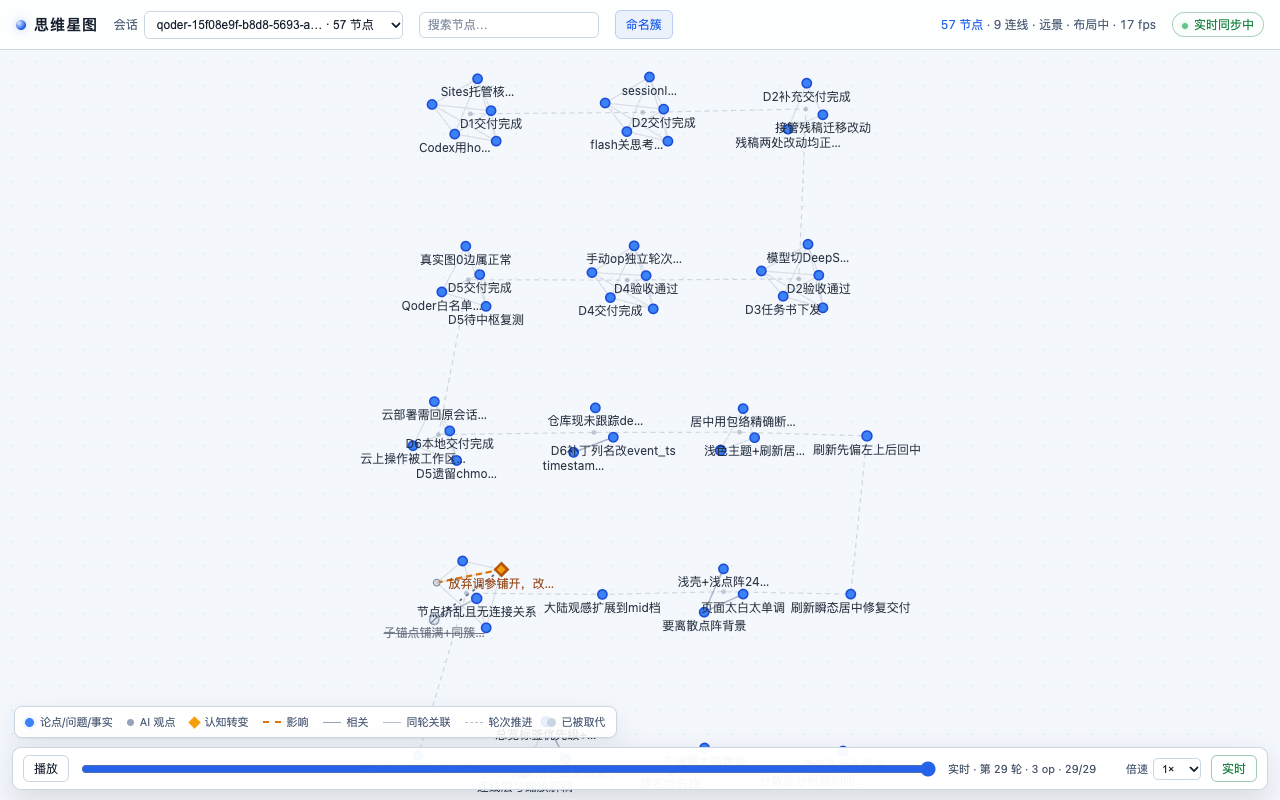 思维星图 会话 qoder-15f08e9f-b8d8-5693-a… · 57 节点 搜索节点… 命名簇 57 节点 · 9 连线 · 远景 · 布局中 · 17 fps 实时同步中
Sites托管核… sessionI… D2补充交付完成
D1交付完成 D2交付完成 接管残稿迁移改动
Codex用ho… flash关思考… 残稿两处改动均正…
真实图0边属正常 手动op独立轮次… 模型切DeepS…
D5交付完成 D4验收通过 D2验收通过
Qoder白名单… D4交付完成 D3任务书下发
D5待中枢复测
云部署需回原会话… 仓库现未跟踪de… 居中用包络精确断…
D6本地交付完成 D6补丁列名改event_ts 浅色主题+刷新居… 刷新先偏左上后回中
云上操作被工作区… timestam…
D5遗留chmo…
放弃调参铺开，改… 浅壳+浅点阵24…
节点挤乱且无连接关系 大陆观感扩展到mid档 页面太白太单调 刷新瞬态居中修复交付
子锚点铺满+同簇… 要离散点阵背景
论点/问题/事实 AI 观点 认知转变 影响 相关 同轮关联 轮次推进 已被取代
播放 实时 · 第 29 轮 · 3 op · 29/29 倍速 1× 实时